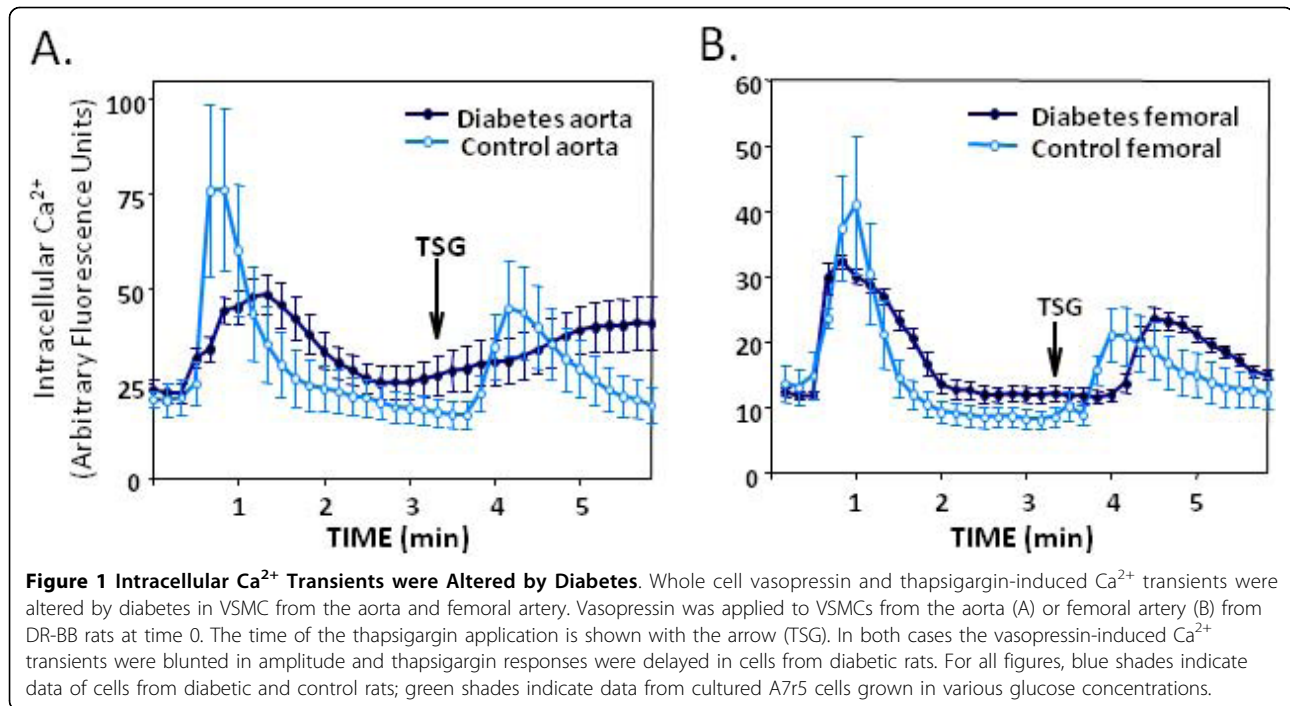 A.
100
75
50
25
0
Intracellular Ca²⁺
(Arbitrary Fluorescence Units)
Diabetes aorta
Control aorta
TSG
1 2 3 4 5
TIME (min)
B.
60
50
40
30
20
10
0
Diabetes femoral
Control femoral
TSG
1 2 3 4 5
TIME (min)
Figure 1 Intracellular Ca²⁺ Transients were Altered by Diabetes. Whole cell vasopressin and thapsigargin-induced Ca²⁺ transients were
altered by diabetes in VSMC from the aorta and femoral artery. Vasopressin was applied to VSMCs from the aorta (A) or femoral artery (B) from
DR-BB rats at time 0. The time of the thapsigargin application is shown with the arrow (TSG). In both cases the vasopressin-induced Ca²⁺
transients were blunted in amplitude and thapsigargin responses were delayed in cells from diabetic rats. For all figures, blue shades indicate
data of cells from diabetic and control rats; green shades indicate data from cultured A7r5 cells grown in various glucose concentrations.